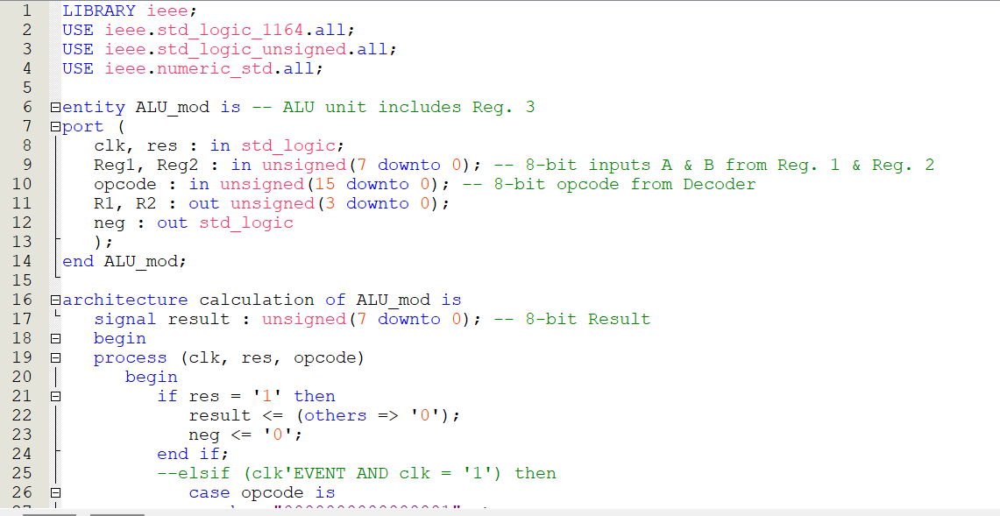 1 LIBRARY ieee;
2 USE ieee.std_logic_1164.all;
3 USE ieee.std_logic_unsigned.all;
4 USE ieee.numeric_std.all;
5
6 entity ALU_mod is -- ALU unit includes Reg. 3
7 port (
8 clk, res : in std_logic;
9 Reg1, Reg2 : in unsigned(7 downto 0); -- 8-bit inputs A & B from Reg. 1 & Reg. 2
10 opcode : in unsigned(15 downto 0); -- 8-bit opcode from Decoder
11 R1, R2 : out unsigned(3 downto 0);
12 neg : out std_logic
13 );
14 end ALU_mod;
15
16 architecture calculation of ALU_mod is
17 signal result : unsigned(7 downto 0); -- 8-bit Result
18 begin
19 process (clk, res, opcode)
20 begin
21 if res = '1' then
22 result <= (others => '0');
23 neg <= '0';
24 end if;
25 --elsif (clk'EVENT AND clk = '1') then
26 case opcode is